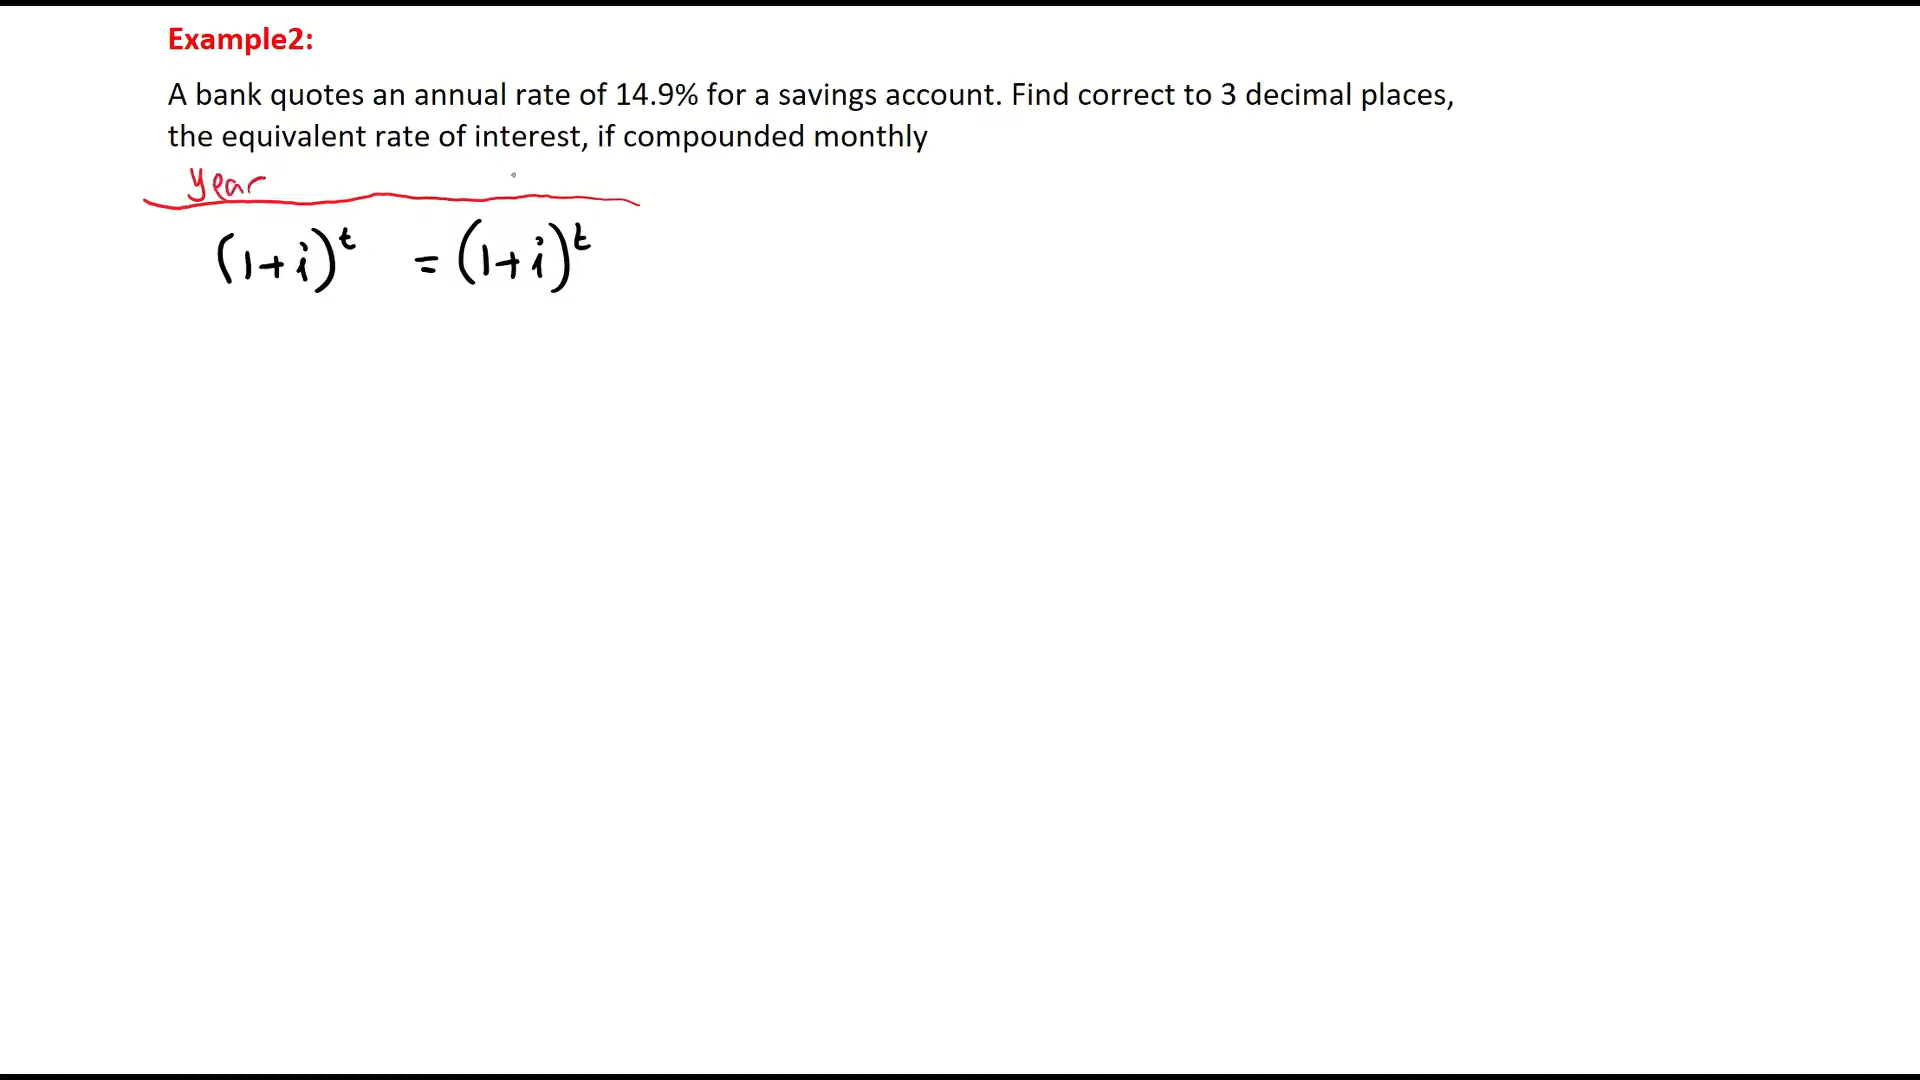 Example2:
A bank quotes an annual rate of 14.9% for a savings account. Find correct to 3 decimal places,
the equivalent rate of interest, if compounded monthly
year
(1+i)^t = (1+i)^t